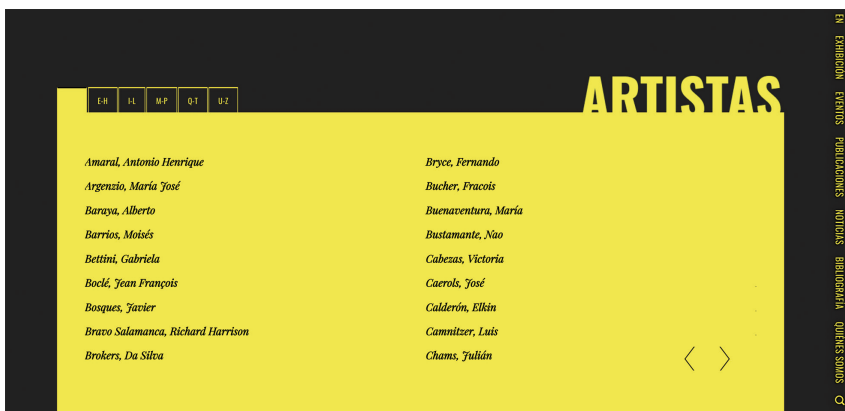 ARTISTAS
E-H
I-L
M-P
Q-T
U-Z
Amaral, Antonio Henrique
Argenzio, María José
Baraya, Alberto
Barrios, Moisés
Bettini, Gabriela
Boclé, Jean François
Bosques, Javier
Bravo Salamanca, Richard Harrison
Brokers, Da Silva
Bryce, Fernando
Bucher, Fracois
Buenaventura, María
Bustamante, Nao
Cabezas, Victoria
Caerols, José
Calderón, Elkin
Camnitzer, Luis
Chams, Julián
EN
EXHIBICIÓN
EVENTOS
PUBLICACIONES
NOTICIAS
BIBLIOGRAFÍA
QUIÉNES SOMOS